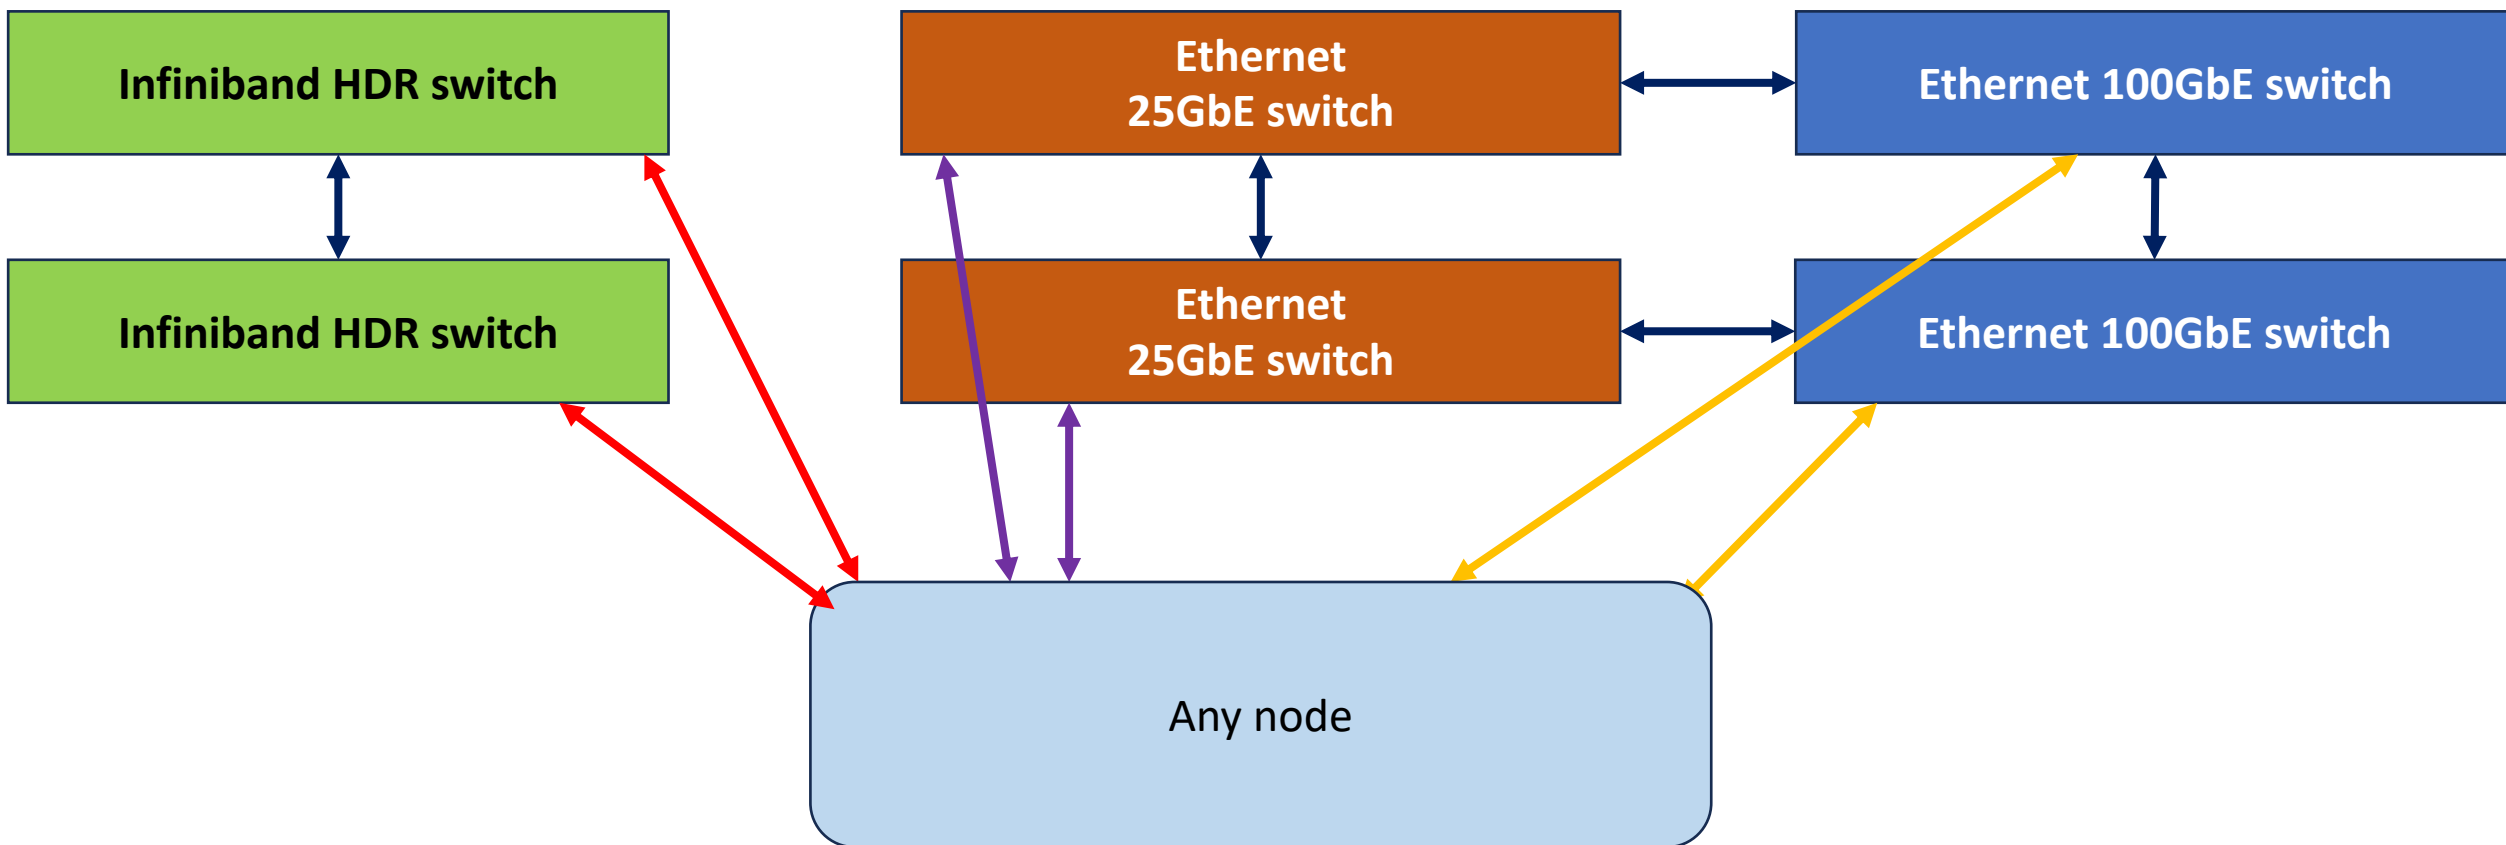 Infiniband HDR switch
Ethernet
25GbE switch
Ethernet 100GbE switch
Infiniband HDR switch
Ethernet
25GbE switch
Ethernet 100GbE switch
Any node